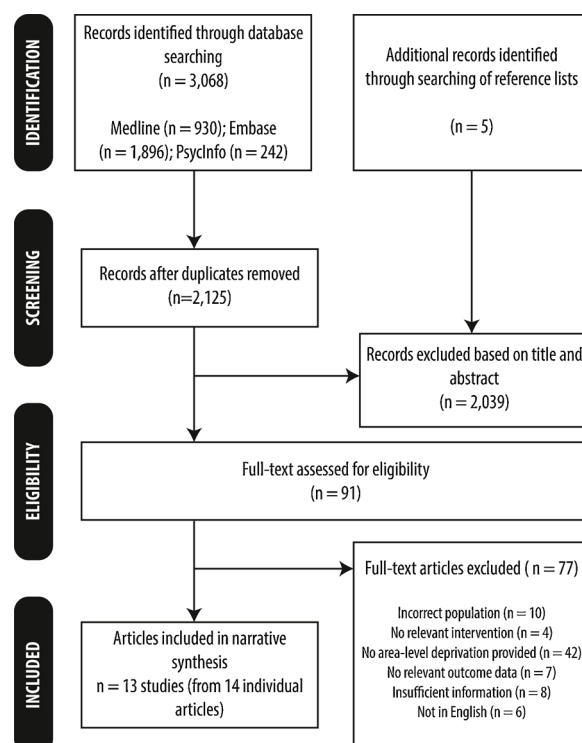 IDENTIFICATION
Records identified through database
searching
(n = 3,068)
Medline (n = 930); Embase
(n = 1,896); PsycInfo (n = 242)
Additional records identified
through searching of reference lists
(n = 5)
SCREENING
Records after duplicates removed
(n=2,125)
Records excluded based on title and
abstract
(n = 2,039)
ELIGIBILITY
Full-text assessed for eligibility
(n = 91)
INCLUDED
Articles included in narrative
synthesis
n = 13 studies (from 14 individual
articles)
Full-text articles excluded ( n = 77)
Incorrect population (n = 10)
No relevant intervention (n = 4)
No area-level deprivation provided (n = 42)
No relevant outcome data (n = 7)
Insufficient information (n = 8)
Not in English (n = 6)